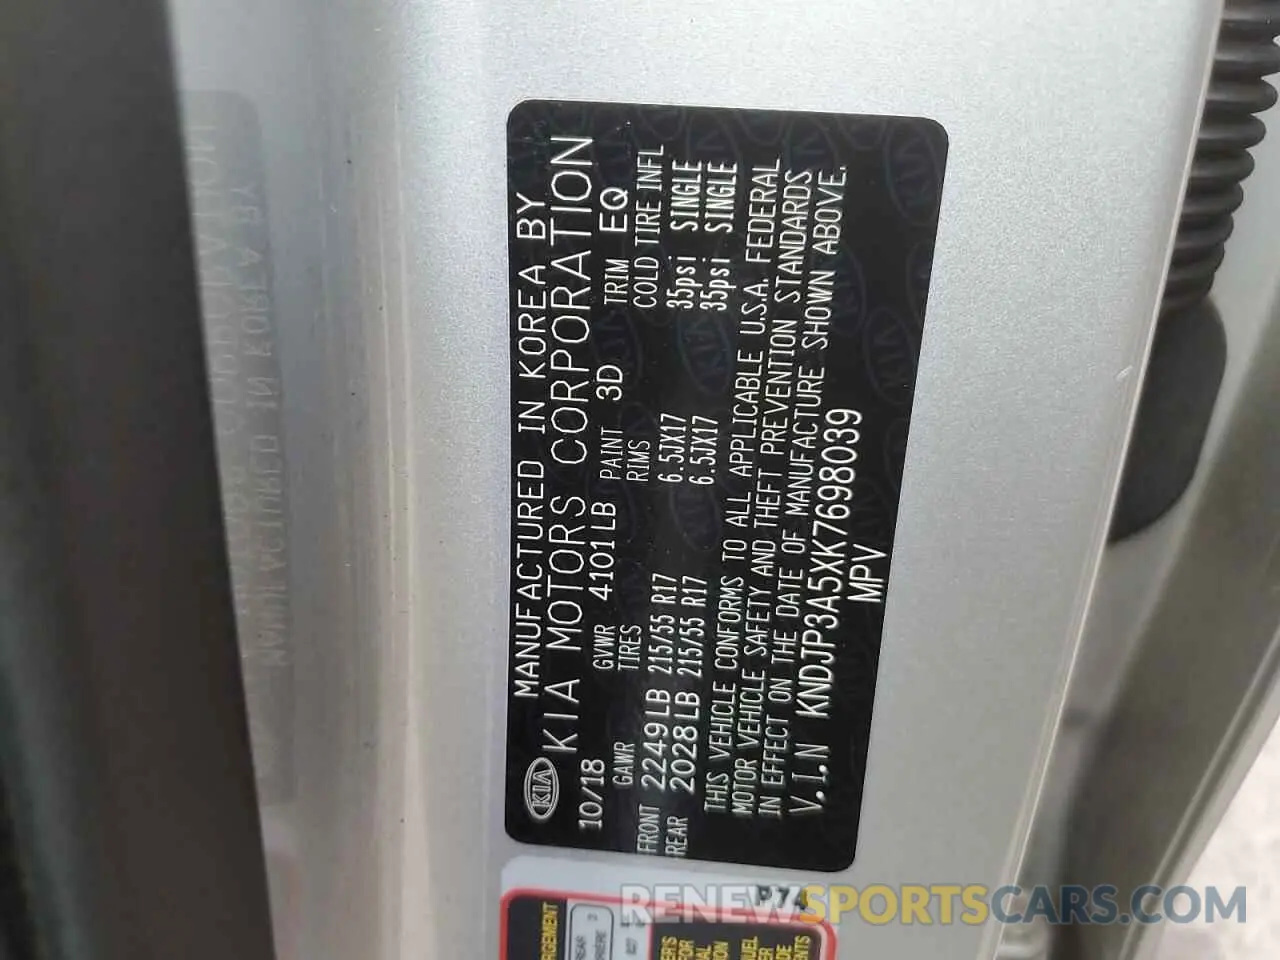 MANUFACTURED IN KOREA BY
KIA KIA MOTORS CORPORATION
10/18 GVWR 4101LB PAINT 3D TRIM EQ
GAWR TIRES RIMS COLD TIRE INFL
FRONT 2249LB 215/55 R17 6.5JX17 35psi SINGLE
REAR 2028LB 215/55 R17 6.5JX17 35psi SINGLE
THIS VEHICLE CONFORMS TO ALL APPLICABLE U.S.A. FEDERAL
MOTOR VEHICLE SAFETY AND THEFT PREVENTION STANDARDS
IN EFFECT ON THE DATE OF MANUFACTURE SHOWN ABOVE.
V.I.N KNDJP3A5XK7698039
MPV
P74
RENEWSPORTSCARS.COM